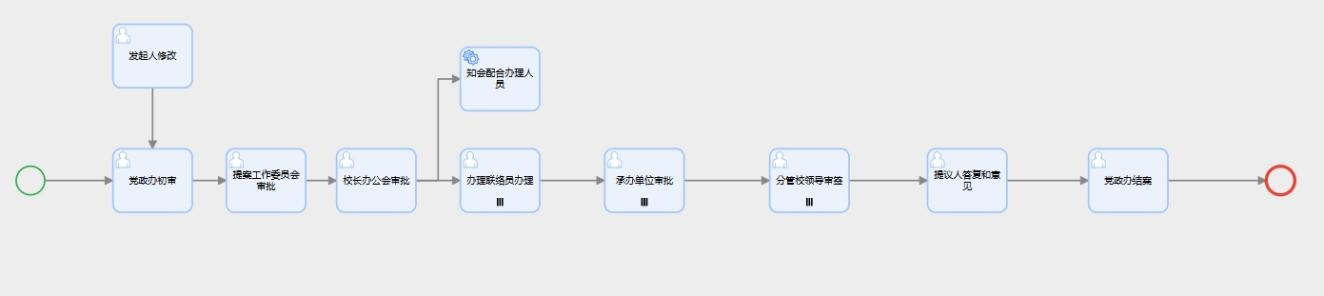 发起人修改
知会配合办理人
员
党政办初审
提案工作委员会
审批
校长办公会审批
办理联络员办理
承办单位审批
分管校领导审签
提议人答复和意
见
党政办结案